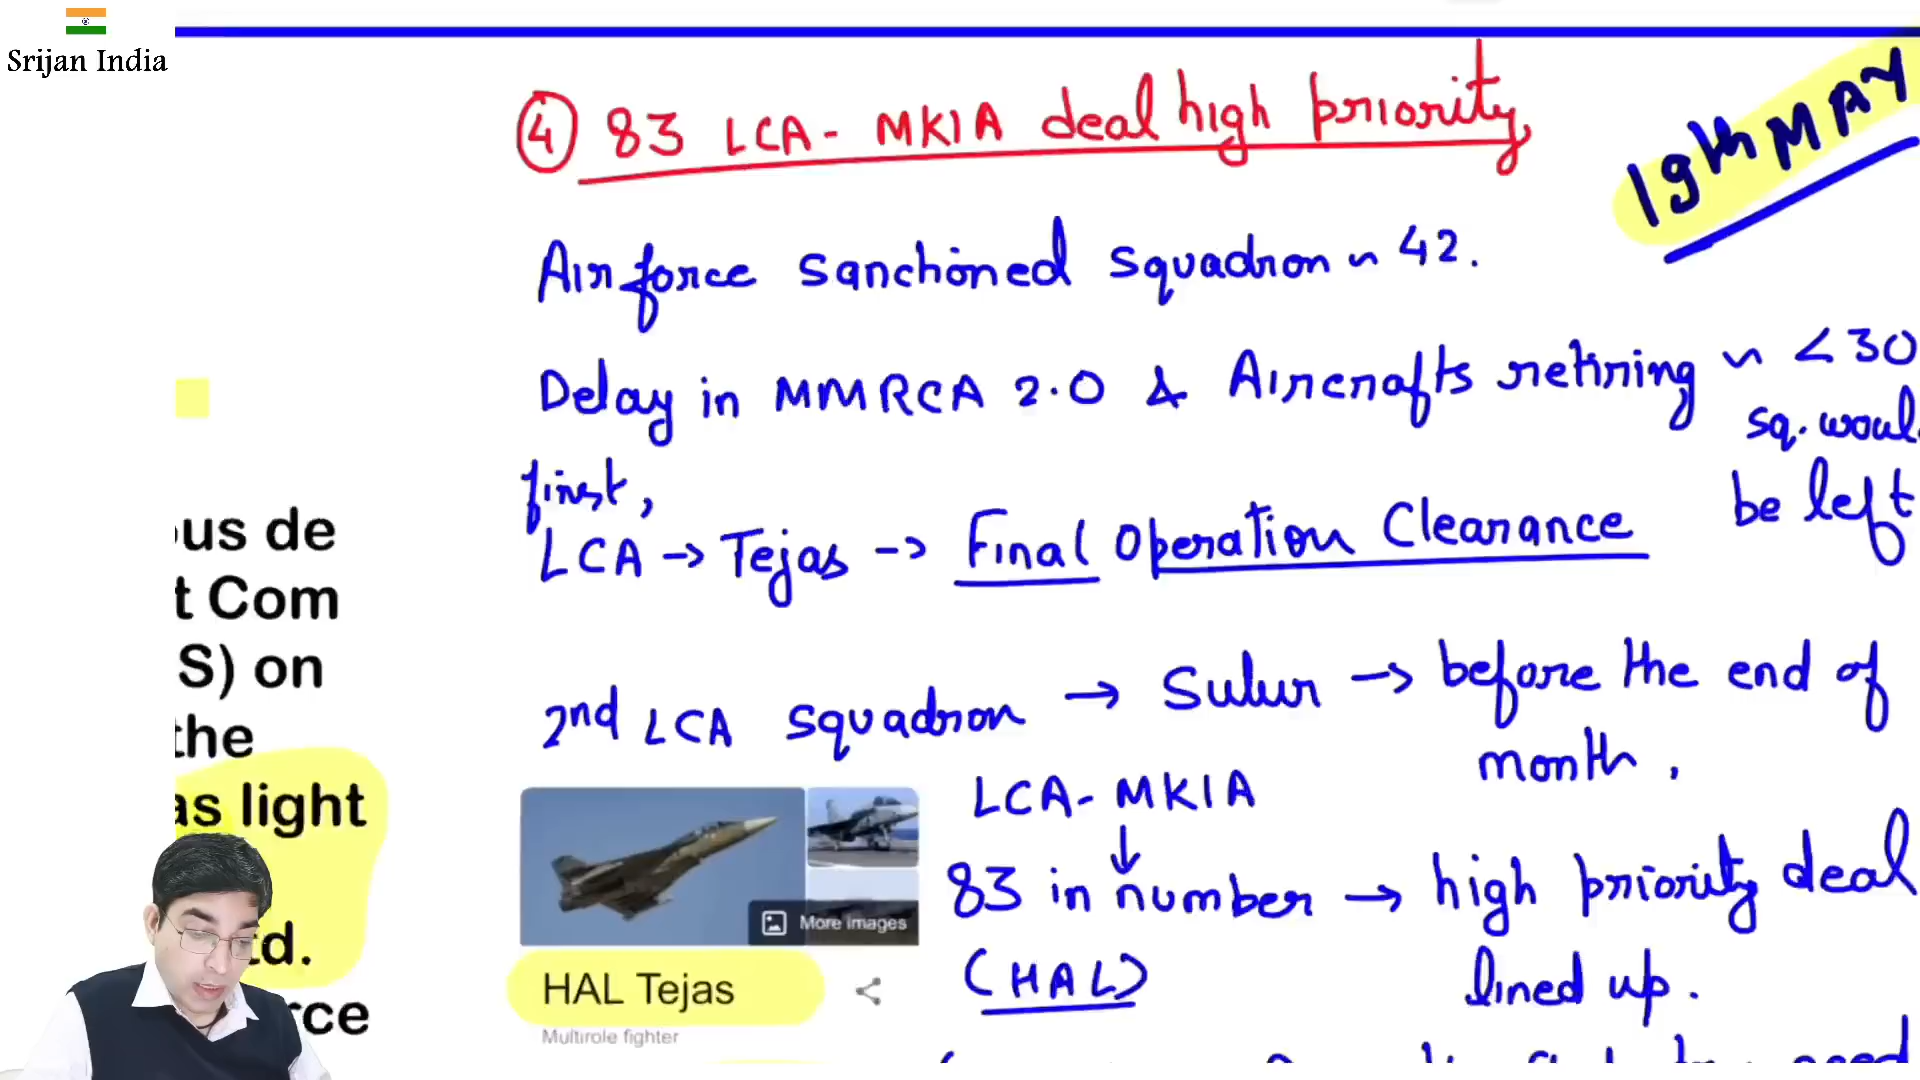 Srijan India
④ 83 LCA - MK1A deal high priority
19th MAY
Airforce sanctioned squadron ~ 42.
Delay in MMRCA 2.0 & Aircrafts retiring ~ <30
sq. woul
be left
first,
LCA → Tejas → Final Operation Clearance
2nd LCA squadron → Sulur → before the end of
month.
LCA - MK1A
↓
83 in number → high priority deal
(HAL) lined up.
us de
t Com
S) on
the
as light
td.
rce
More images
HAL Tejas
Multirole fighter